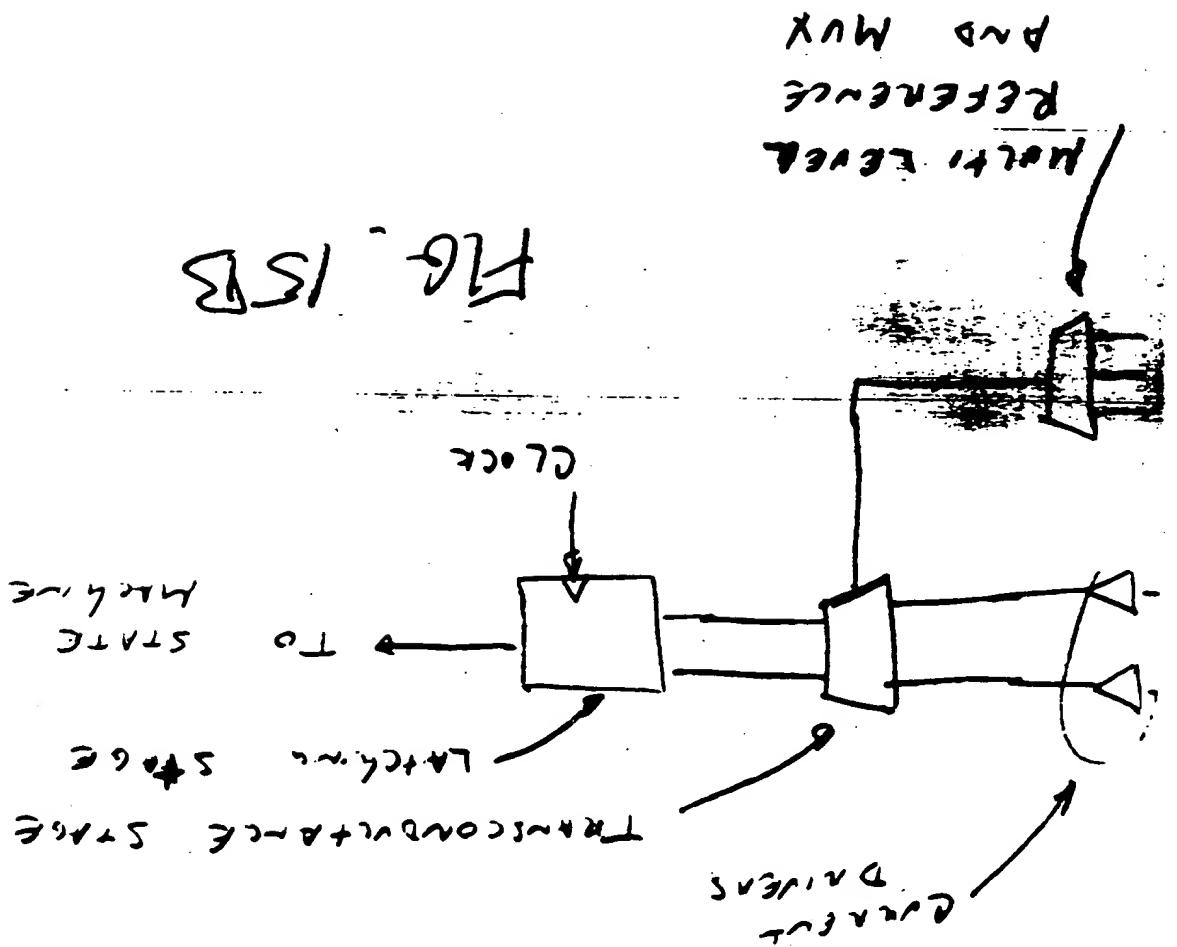 CURRENT
DRIVERS
TRANSCONDUCTANCE STAGE
LATCHING STAGE
TO STATE
MACHINE
CLOCK
FIG. 15B
MULTI LEVEL
REFERENCE
AND MUX